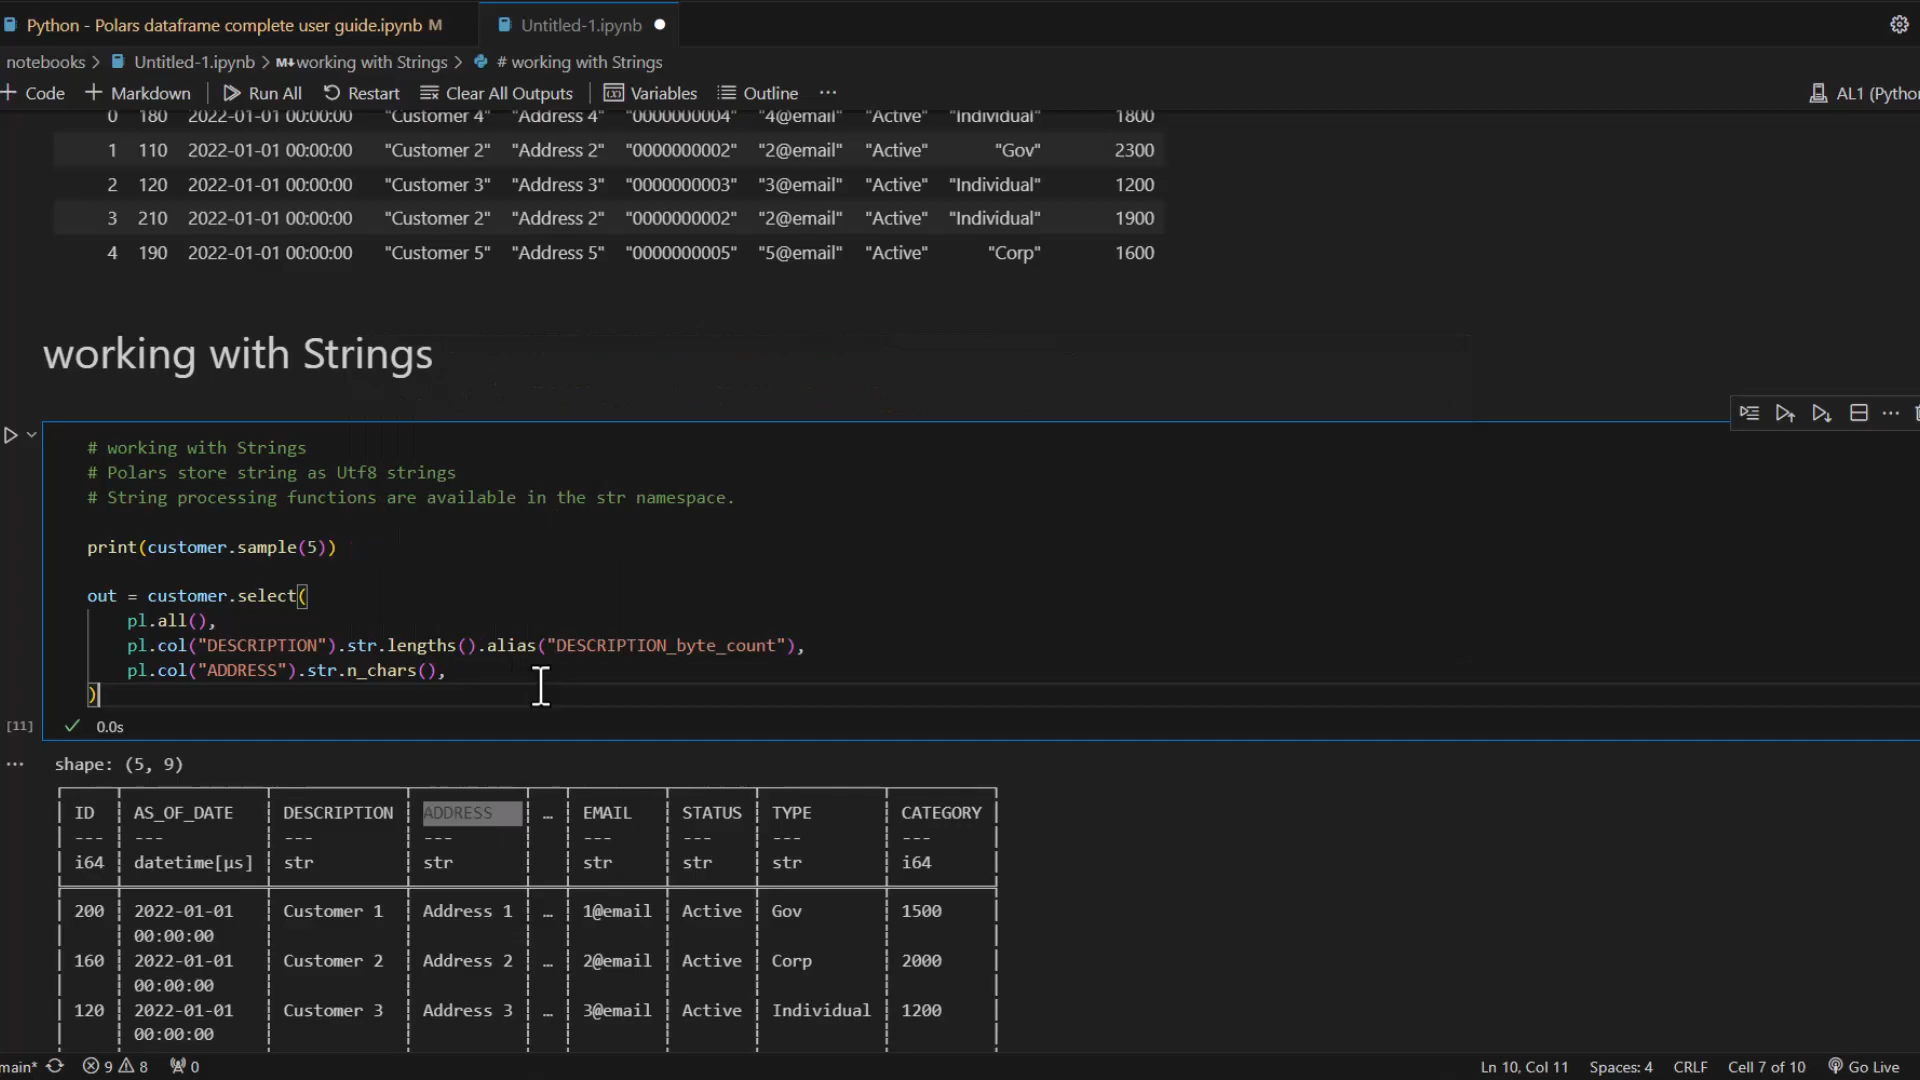 Python - Polars dataframe complete user guide.ipynb M Untitled-1.ipynb
notebooks > Untitled-1.ipynb > M↓working with Strings > # working with Strings
+ Code + Markdown Run All Restart Clear All Outputs Variables Outline ··· AL1 (Python
0 180 2022-01-01 00:00:00 "Customer 4" "Address 4" "0000000004" "4@email" "Active" "Individual" 1800
1 110 2022-01-01 00:00:00 "Customer 2" "Address 2" "0000000002" "2@email" "Active" "Gov" 2300
2 120 2022-01-01 00:00:00 "Customer 3" "Address 3" "0000000003" "3@email" "Active" "Individual" 1200
3 210 2022-01-01 00:00:00 "Customer 2" "Address 2" "0000000002" "2@email" "Active" "Individual" 1900
4 190 2022-01-01 00:00:00 "Customer 5" "Address 5" "0000000005" "5@email" "Active" "Corp" 1600
working with Strings
# working with Strings
# Polars store string as Utf8 strings
# String processing functions are available in the str namespace.
print(customer.sample(5))
out = customer.select(
pl.all(),
pl.col("DESCRIPTION").str.lengths().alias("DESCRIPTION_byte_count"),
pl.col("ADDRESS").str.n_chars(),
)
[11] 0.0s
··· shape: (5, 9)
ID AS_OF_DATE DESCRIPTION ADDRESS … EMAIL STATUS TYPE CATEGORY
--- --- --- --- --- --- --- ---
i64 datetime[μs] str str str str str i64
200 2022-01-01 Customer 1 Address 1 … 1@email Active Gov 1500
00:00:00
160 2022-01-01 Customer 2 Address 2 … 2@email Active Corp 2000
00:00:00
120 2022-01-01 Customer 3 Address 3 … 3@email Active Individual 1200
00:00:00
main* 9 8 0 Ln 10, Col 11 Spaces: 4 CRLF Cell 7 of 10 Go Live